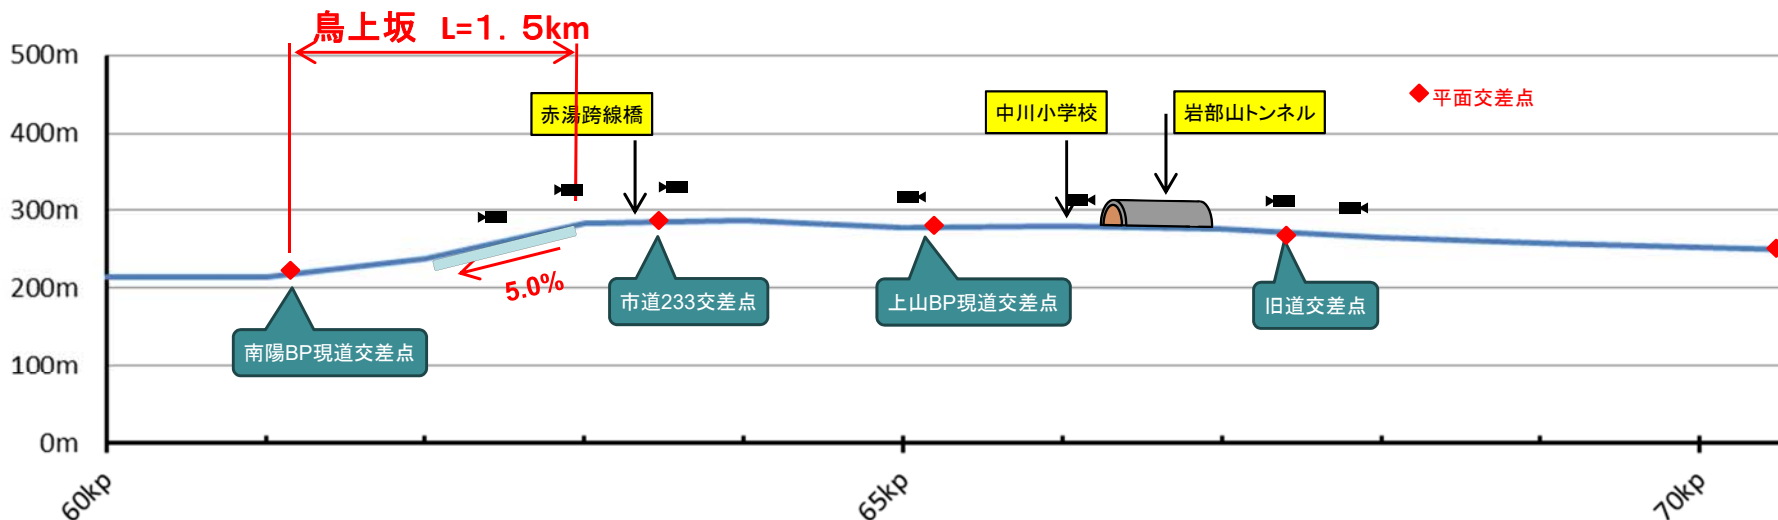 鳥上坂 L=1.5km
500m
400m
300m
200m
100m
0m
赤湯跨線橋
中川小学校
岩部山トンネル
平面交差点
5.0%
南陽BP現道交差点
市道233交差点
上山BP現道交差点
旧道交差点
60kp
65kp
70kp